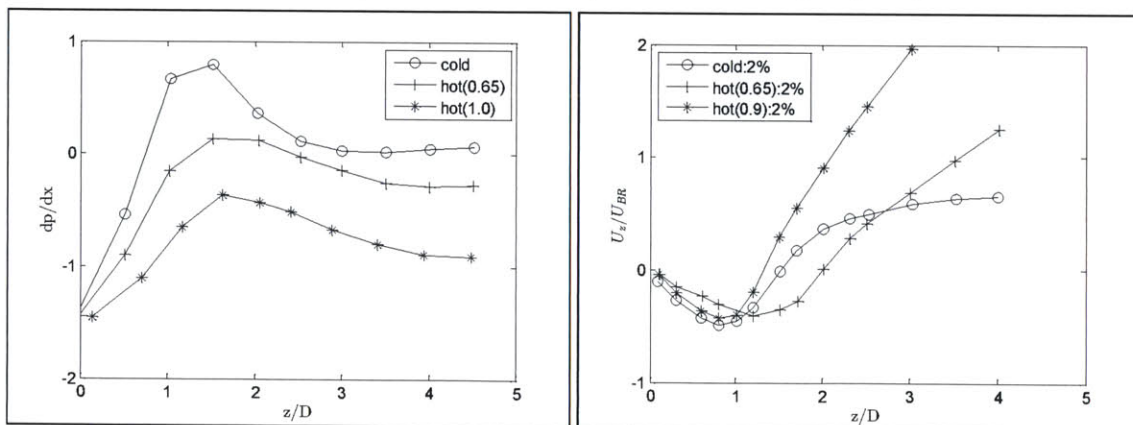 1
0
-1
-2
dp/dx
0 1 2 3 4 5
z/D
cold
hot(0.65)
hot(1.0)
2
1
0
-1
U_z/U_BR
0 1 2 3 4 5
z/D
cold:2%
hot(0.65):2%
hot(0.9):2%